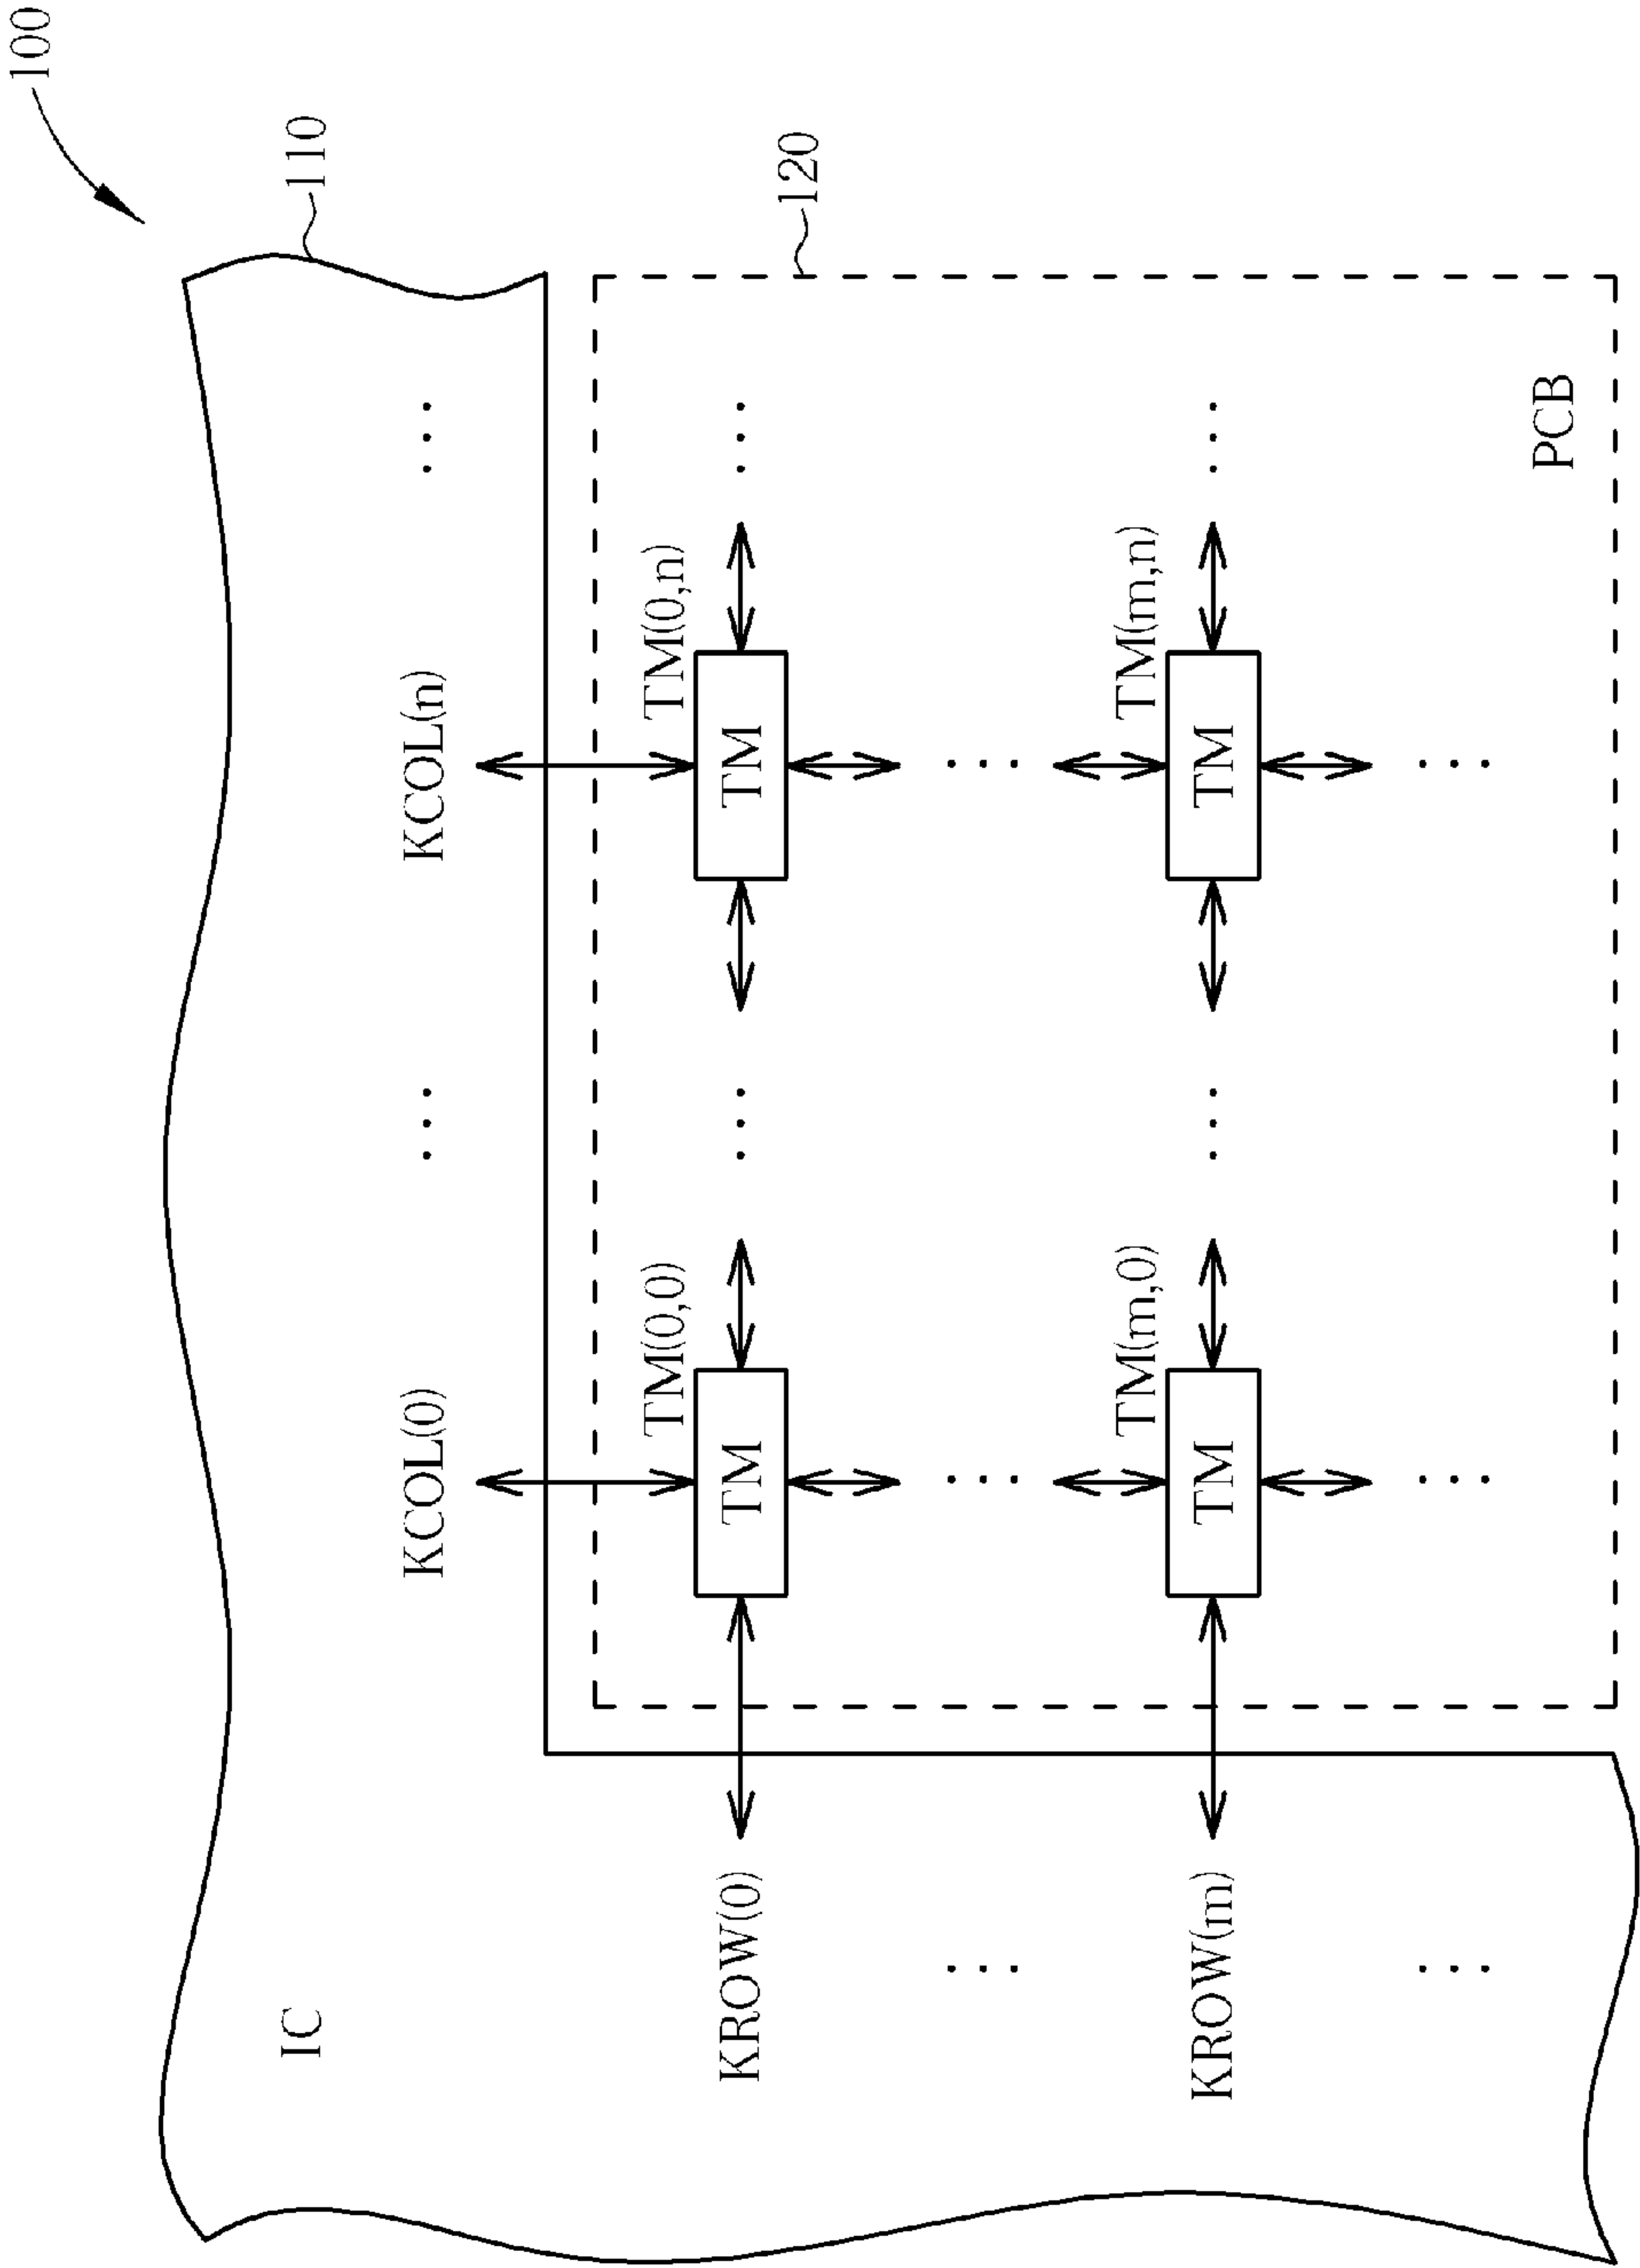 100
110
IC
KCOL(0)
...
KCOL(n)
...
120
TM(0,0)
TM(0,n)
KROW(0)
TM
...
TM
...
...
...
...
TM(m,0)
TM(m,n)
KROW(m)
TM
...
TM
...
...
...
...
PCB